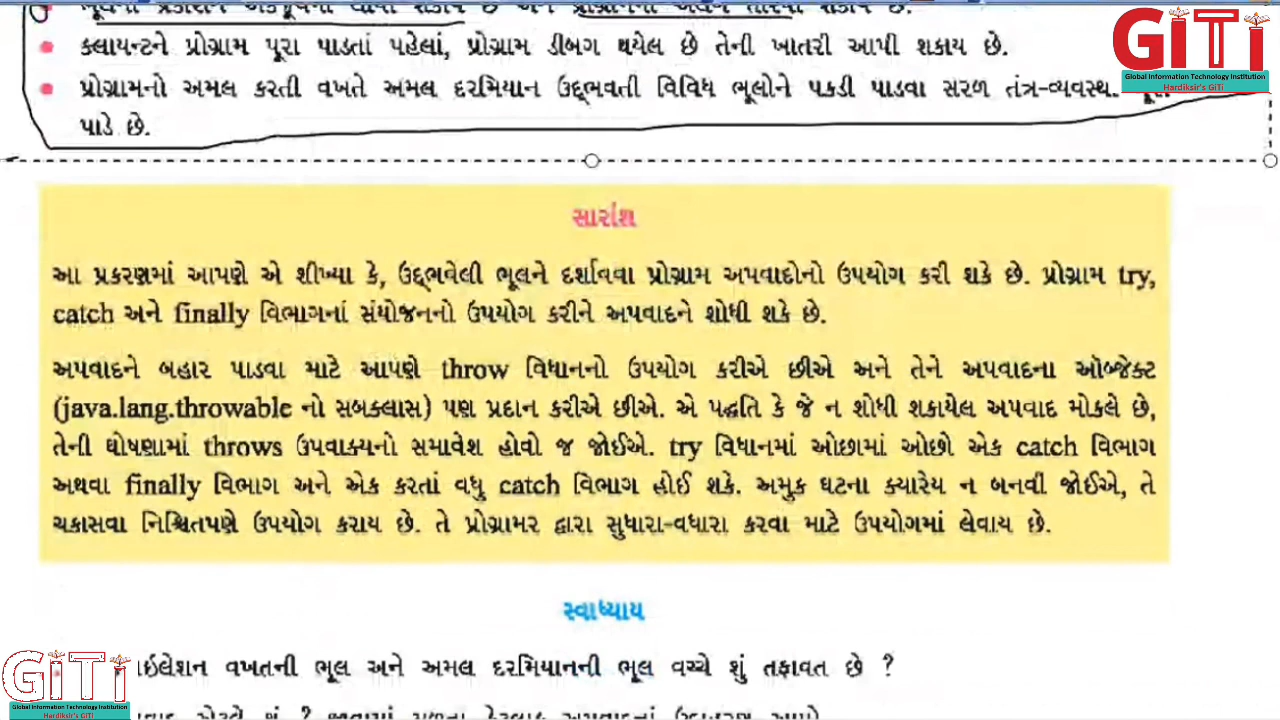 ક્લાયન્ટને પ્રોગ્રામ પૂરા પાડતાં પહેલાં, પ્રોગ્રામ ડીબગ થયેલ છે તેની ખાતરી આપી શકાય છે.
પ્રોગ્રામનો અમલ કરતી વખતે અમલ દરમિયાન ઉદ્ભવતી વિવિધ ભૂલોને પકડી પાડવા સરળ તંત્ર-વ્યવસ્થ.
પાડે છે.
GiTi
Global Information Technology Institution
Hardiksir's GiTi
સારાંશ
આ પ્રકરણમાં આપણે એ શીખ્યા કે, ઉદ્ભવેલી ભૂલને દર્શાવવા પ્રોગ્રામ અપવાદોનો ઉપયોગ કરી શકે છે. પ્રોગ્રામ try,
catch અને finally વિભાગનાં સંયોજનનો ઉપયોગ કરીને અપવાદને શોધી શકે છે.
અપવાદને બહાર પાડવા માટે આપણે throw વિધાનનો ઉપયોગ કરીએ છીએ અને તેને અપવાદના ઑબ્જેક્ટ
(java.lang.throwable નો સબક્લાસ) પણ પ્રદાન કરીએ છીએ. એ પદ્ધતિ કે જે ન શોધી શકાયેલ અપવાદ મોકલે છે,
તેની ઘોષણામાં throws ઉપવાક્યનો સમાવેશ હોવો જ જોઈએ. try વિધાનમાં ઓછામાં ઓછો એક catch વિભાગ
અથવા finally વિભાગ અને એક કરતાં વધુ catch વિભાગ હોઈ શકે. અમુક ઘટના ક્યારેય ન બનવી જોઈએ, તે
ચકાસવા નિશ્ચિતપણે ઉપયોગ કરાય છે. તે પ્રોગ્રામર દ્વારા સુધારા-વધારા કરવા માટે ઉપયોગમાં લેવાય છે.
સ્વાધ્યાય
ાઇલેશન વખતની ભૂલ અને અમલ દરમિયાનની ભૂલ વચ્ચે શું તફાવત છે ?
GiTi
Global Information Technology Institution
Hardiksir's GiTi